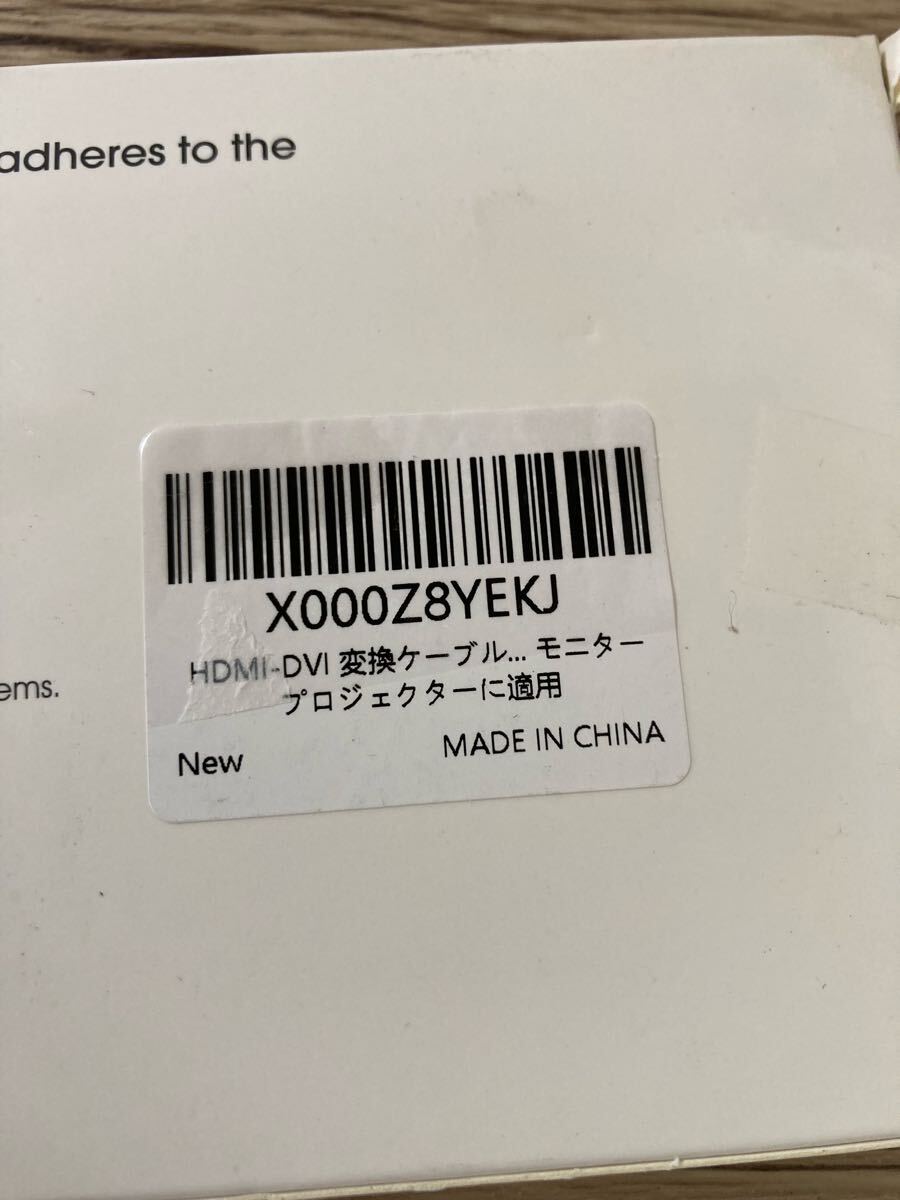 adheres to the
X000Z8YEKJ
HDMI-DVI 変換ケーブル... モニター
プロジェクターに適用
ems.
New
MADE IN CHINA